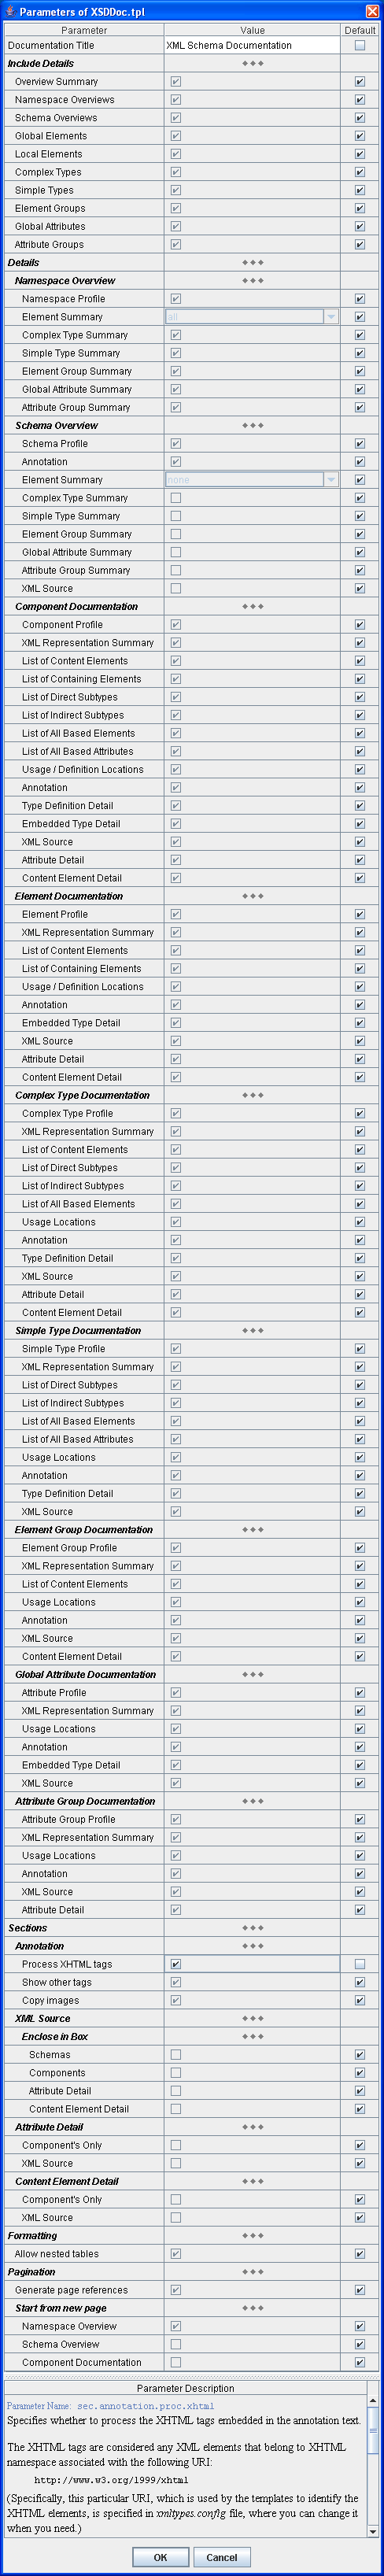 Parameters of XSDDoc.tpl
Parameter Value Default
Documentation Title XML Schema Documentation
Include Details
Overview Summary
Namespace Overviews
Schema Overviews
Global Elements
Local Elements
Complex Types
Simple Types
Element Groups
Global Attributes
Attribute Groups
Details
Namespace Overview
Namespace Profile
Element Summary all
Complex Type Summary
Simple Type Summary
Element Group Summary
Global Attribute Summary
Attribute Group Summary
Schema Overview
Schema Profile
Annotation
Element Summary none
Complex Type Summary
Simple Type Summary
Element Group Summary
Global Attribute Summary
Attribute Group Summary
XML Source
Component Documentation
Component Profile
XML Representation Summary
List of Content Elements
List of Containing Elements
List of Direct Subtypes
List of Indirect Subtypes
List of All Based Elements
List of All Based Attributes
Usage / Definition Locations
Annotation
Type Definition Detail
Embedded Type Detail
XML Source
Attribute Detail
Content Element Detail
Element Documentation
Element Profile
XML Representation Summary
List of Content Elements
List of Containing Elements
Usage / Definition Locations
Annotation
Embedded Type Detail
XML Source
Attribute Detail
Content Element Detail
Complex Type Documentation
Complex Type Profile
XML Representation Summary
List of Content Elements
List of Direct Subtypes
List of Indirect Subtypes
List of All Based Elements
Usage Locations
Annotation
Type Definition Detail
XML Source
Attribute Detail
Content Element Detail
Simple Type Documentation
Simple Type Profile
XML Representation Summary
List of Direct Subtypes
List of Indirect Subtypes
List of All Based Elements
List of All Based Attributes
Usage Locations
Annotation
Type Definition Detail
XML Source
Element Group Documentation
Element Group Profile
XML Representation Summary
List of Content Elements
Usage Locations
Annotation
XML Source
Content Element Detail
Global Attribute Documentation
Attribute Profile
XML Representation Summary
Usage Locations
Annotation
Embedded Type Detail
XML Source
Attribute Group Documentation
Attribute Group Profile
XML Representation Summary
Usage Locations
Annotation
XML Source
Attribute Detail
Sections
Annotation
Process XHTML tags
Show other tags
Copy images
XML Source
Enclose in Box
Schemas
Components
Attribute Detail
Content Element Detail
Attribute Detail
Component's Only
XML Source
Content Element Detail
Component's Only
XML Source
Formatting
Allow nested tables
Pagination
Generate page references
Start from new page
Namespace Overview
Schema Overview
Component Documentation
Parameter Description
Parameter Name: sec.annotation.proc.xhtml
Specifies whether to process the XHTML tags embedded in the annotation text.
The XHTML tags are considered any XML elements that belong to XHTML
namespace associated with the following URI:
http://www.w3.org/1999/xhtml
(Specifically, this particular URI, which is used by the templates to identify the
XHTML elements, is specified in xmltypes.config file, where you can change it
when you need.)
OK Cancel